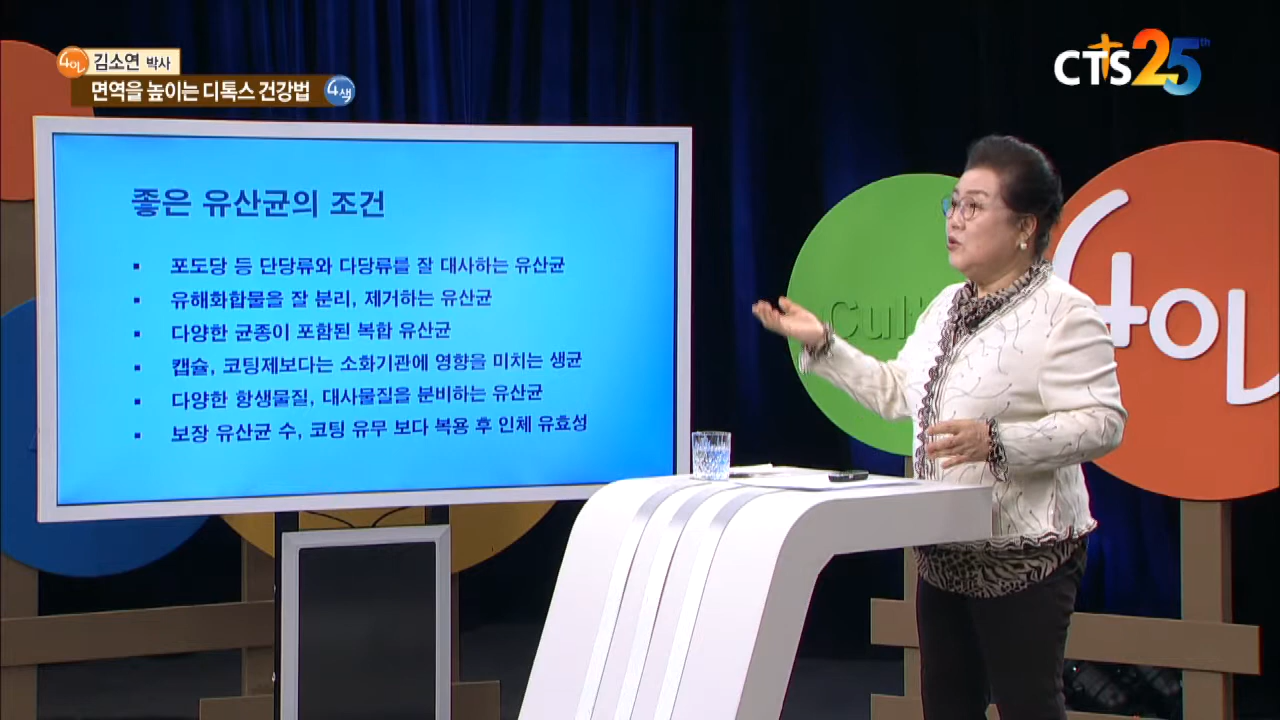 4인
김소연 박사
면역을 높이는 디톡스 건강법
4색
CTS25th
좋은 유산균의 조건
▪ 포도당 등 단당류와 다당류를 잘 대사하는 유산균
▪ 유해화합물을 잘 분리, 제거하는 유산균
▪ 다양한 균종이 포함된 복합 유산균
▪ 캡슐, 코팅제보다는 소화기관에 영향을 미치는 생균
▪ 다양한 항생물질, 대사물질을 분비하는 유산균
▪ 보장 유산균 수, 코팅 유무 보다 복용 후 인체 유효성
4인